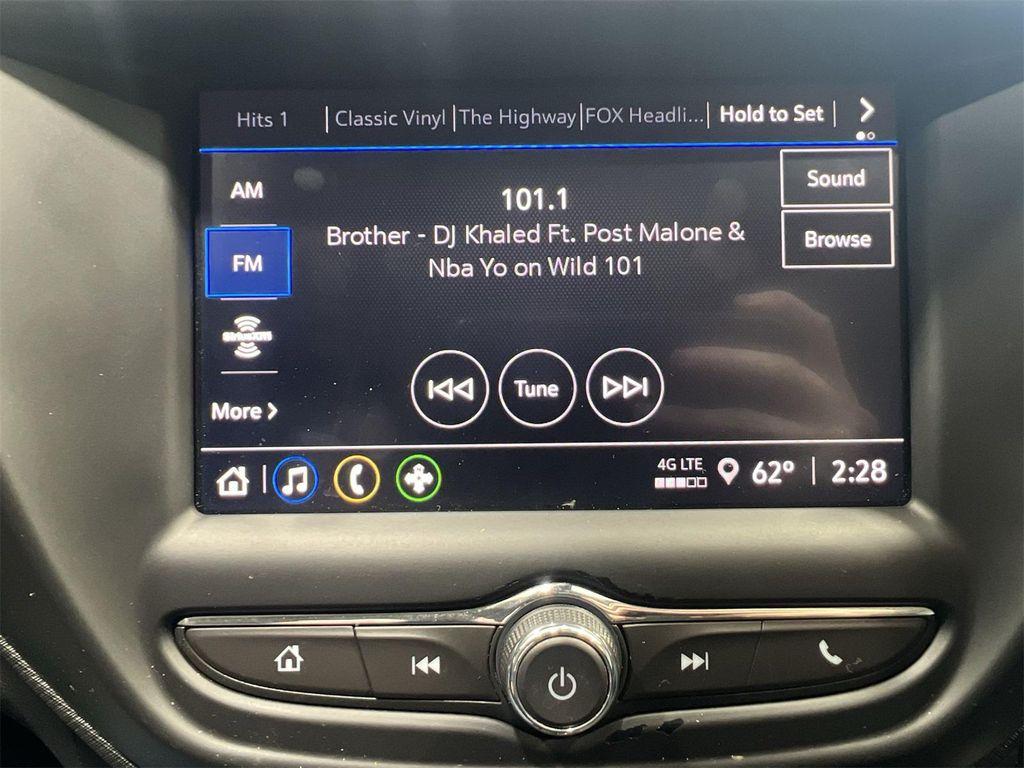 Hits 1 Classic Vinyl The Highway FOX Headli... Hold to Set
AM
Sound
101.1
Brother - DJ Khaled Ft. Post Malone &
Browse
FM
Nba Yo on Wild 101
SiriusXM
Tune
More
4G LTE
62° 2:28